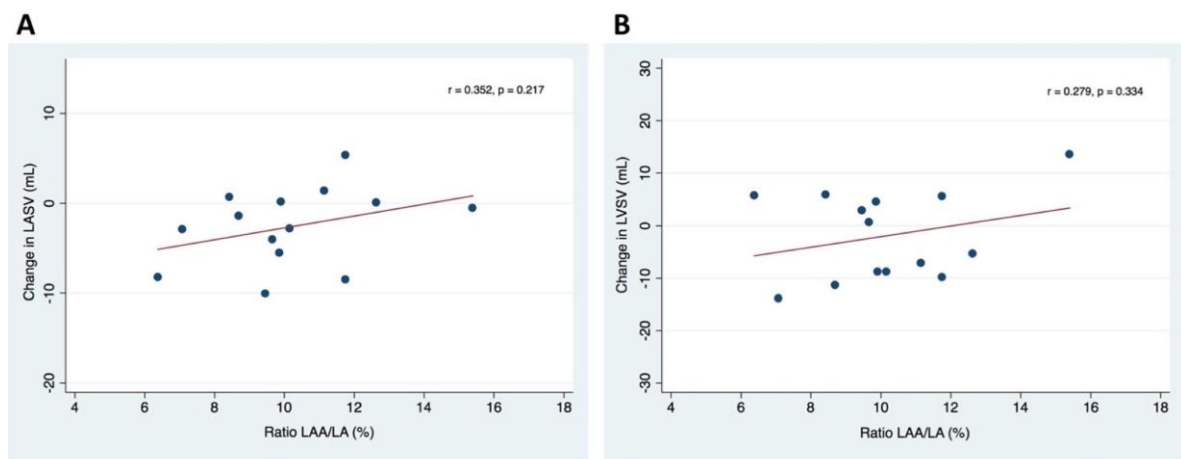 A
r = 0.352, p = 0.217
Change in LASV (mL)
10
0
-10
-20
4 6 8 10 12 14 16 18
Ratio LAA/LA (%)
B
r = 0.279, p = 0.334
Change in LVSV (mL)
30
20
10
0
-10
-20
-30
4 6 8 10 12 14 16 18
Ratio LAA/LA (%)